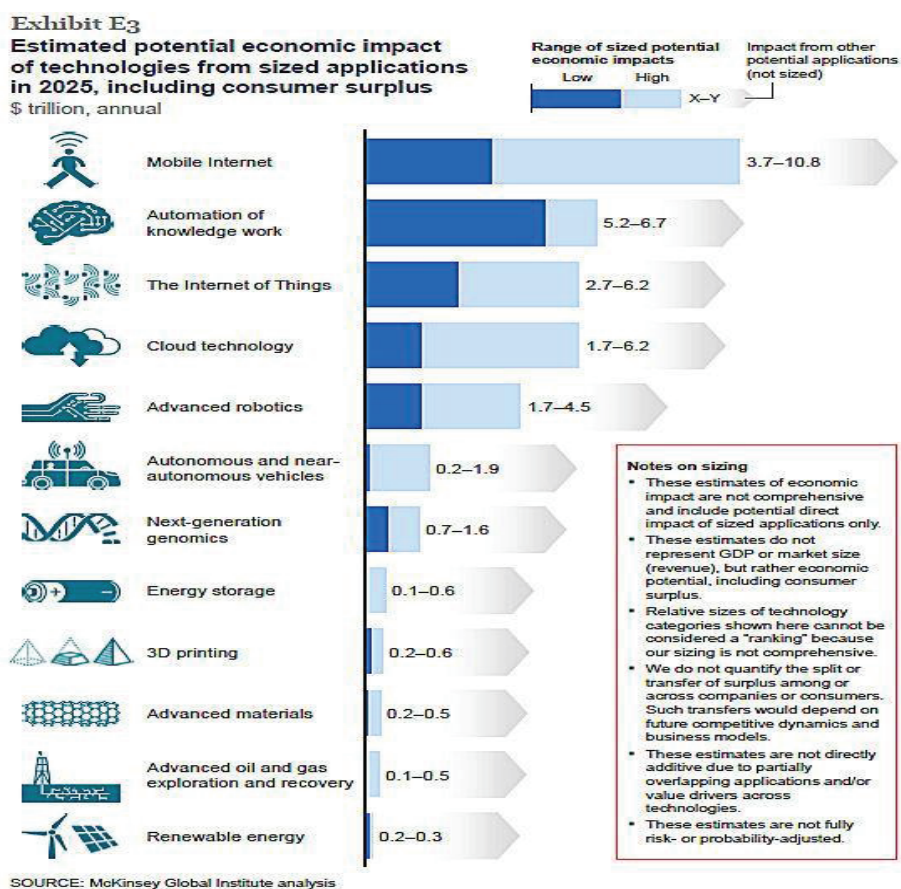 Exhibit E3
Estimated potential economic impact
of technologies from sized applications
in 2025, including consumer surplus
$ trillion, annual
Range of sized potential
economic impacts
Low High
X–Y
Impact from other
potential applications
(not sized)
Mobile Internet
3.7–10.8
Automation of
knowledge work
5.2–6.7
The Internet of Things
2.7–6.2
Cloud technology
1.7–6.2
Advanced robotics
1.7–4.5
Autonomous and near-
autonomous vehicles
0.2–1.9
Next-generation
genomics
0.7–1.6
Energy storage
0.1–0.6
3D printing
0.2–0.6
Advanced materials
0.2–0.5
Advanced oil and gas
exploration and recovery
0.1–0.5
Renewable energy
0.2–0.3
Notes on sizing
• These estimates of economic
impact are not comprehensive
and include potential direct
impact of sized applications only.
• These estimates do not
represent GDP or market size
(revenue), but rather economic
potential, including consumer
surplus.
• Relative sizes of technology
categories shown here cannot be
considered a "ranking" because
our sizing is not comprehensive.
• We do not quantify the split or
transfer of surplus among or
across companies or consumers.
Such transfers would depend on
future competitive dynamics and
business models.
• These estimates are not directly
additive due to partially
overlapping applications and/or
value drivers across
technologies.
• These estimates are not fully
risk- or probability-adjusted.
SOURCE: McKinsey Global Institute analysis